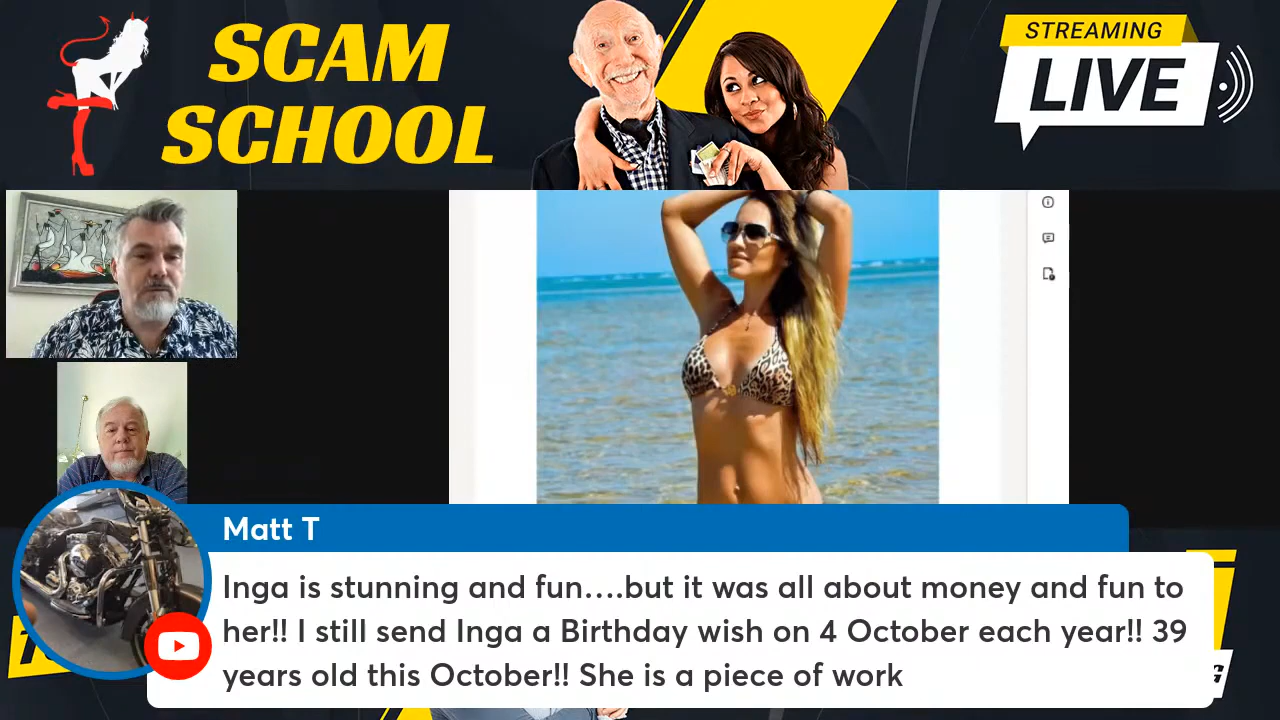 SCAM
SCHOOL
STREAMING
LIVE
Matt T
Inga is stunning and fun....but it was all about money and fun to
her!! I still send Inga a Birthday wish on 4 October each year!! 39
years old this October!! She is a piece of work